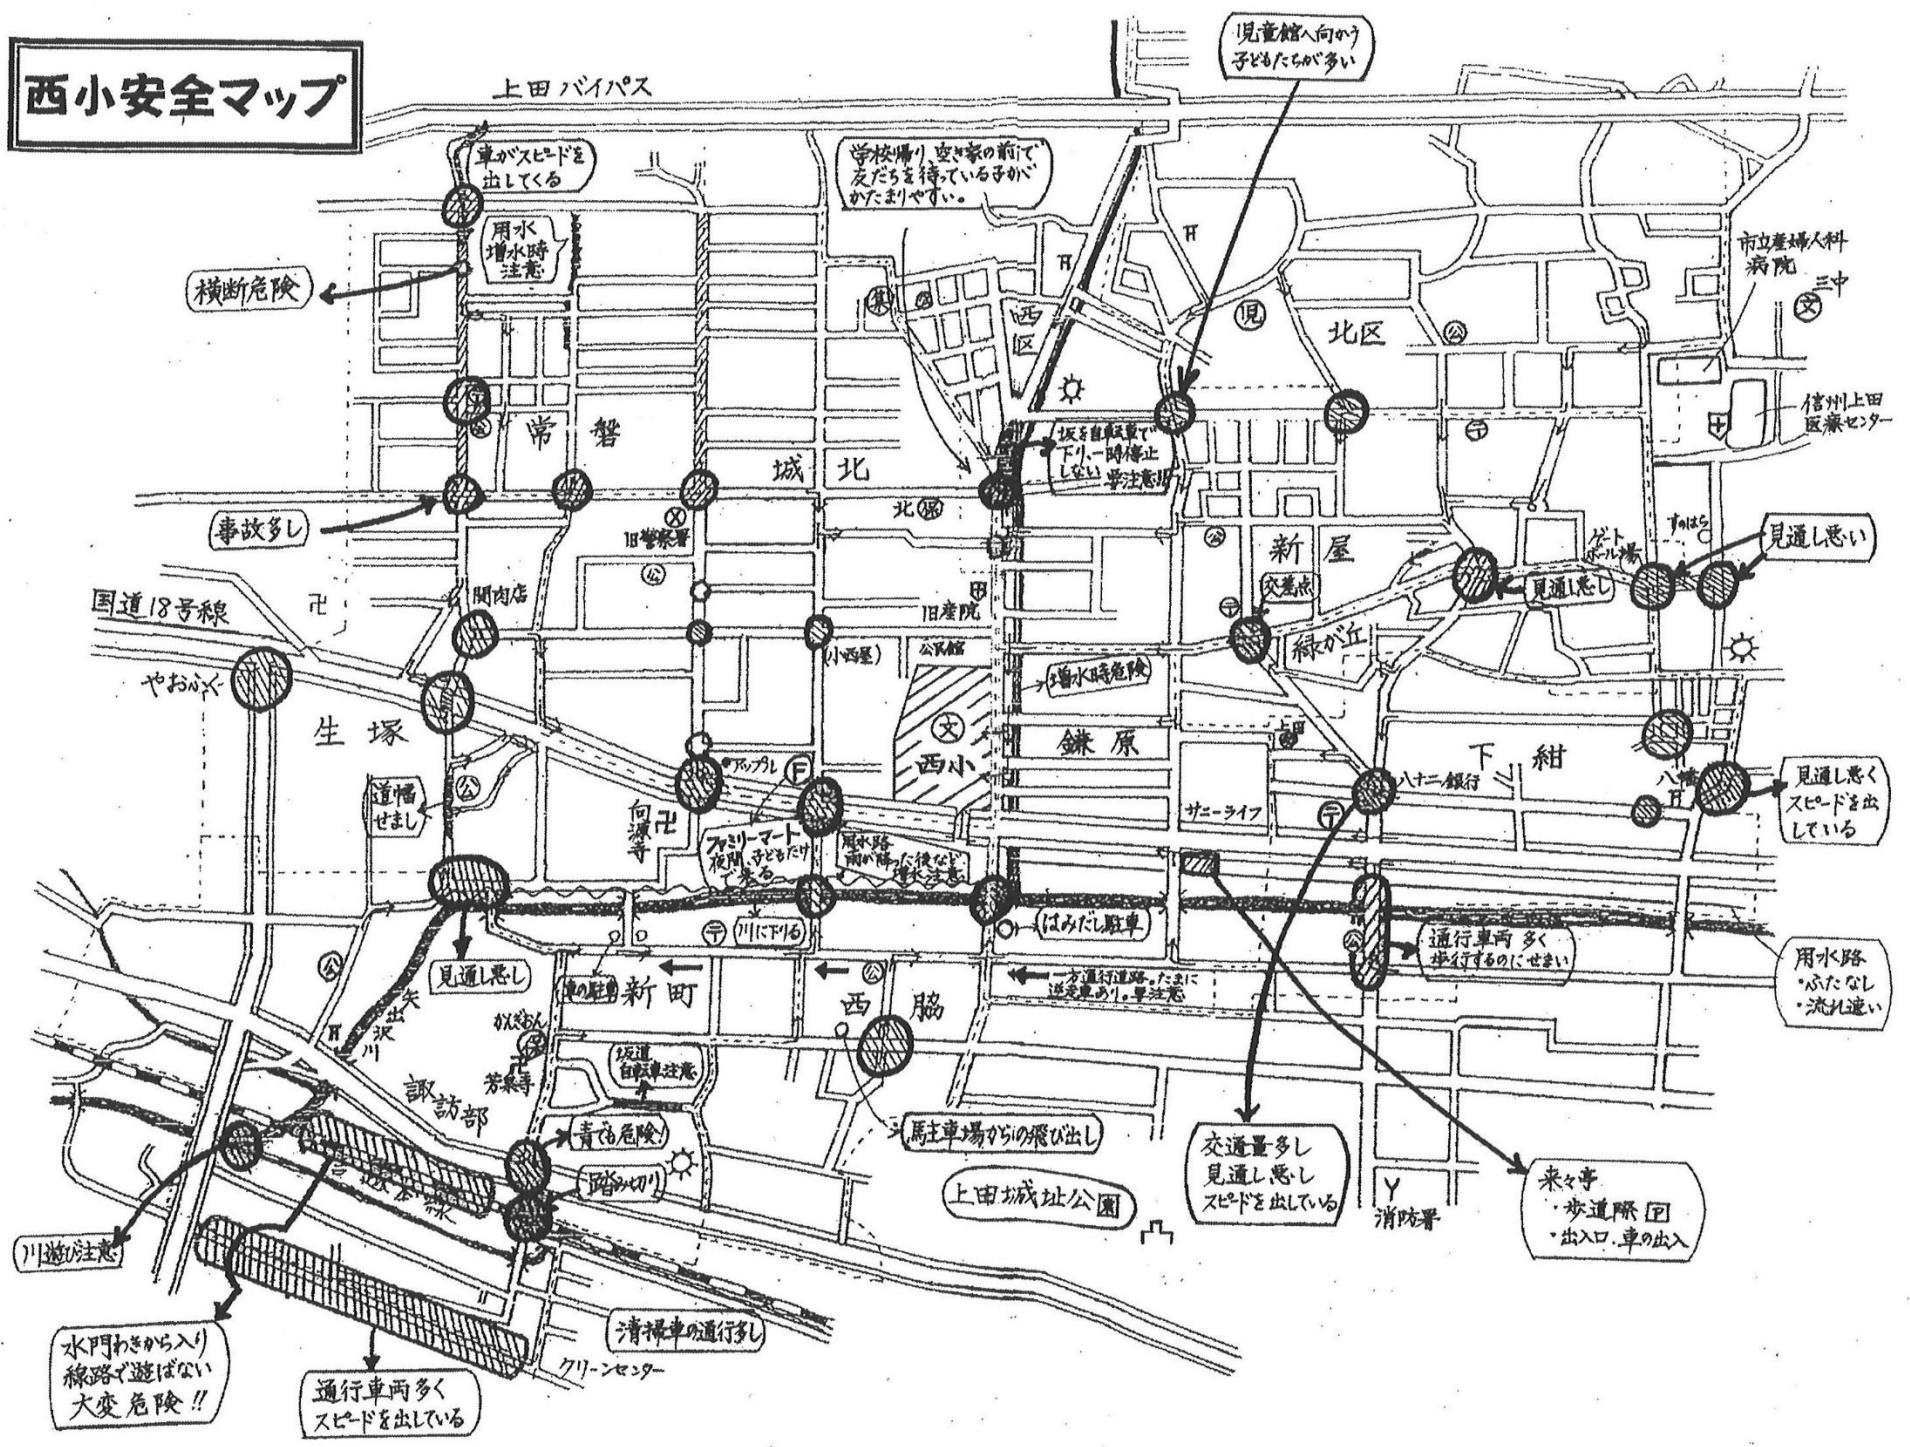 西小安全マップ
上田バイパス
児童館へ向かう
子どもたちが多い
車がスピードを
出してくる
学校帰り、空き家の前で
友だちを待っている子が
かたまりやすい。
用水
増水時
注意
横断危険
市立産婦人科
病院
三中
文
集
公
西区
児
北区
公
信州上田
医療センター
〒
公
常磐
坂を自転車で
下り、一時停止
しない
要注意!!
〒
城北
北保
事故多し
旧警察署
公
公
新屋
ゲート
ボール場
すのはら
見通し悪い
国道18号線
卍
関肉店
旧産院
交差点
〒
見通し悪し
緑が丘
(小西屋)
公民館
やおふく
増水時危険
生塚
文
西小
鎌原
上田
下紺
アップル
F
道幅
せまし
公
向源寺
卍
サニーライフ
〒
八十二銀行
八幡
見通し悪く
スピードを出
している
ファミリーマート
夜間、子どもだけ
で来る
用水路
雨が降った後など
増水注意
〒
川に下りる
はみだし駐車
公
通行車両多く
歩行するのにせまい
用水路
・ふたなし
・流れ速い
公
見通し悪し
車の駐車
新町
公
西脇
一方通行道路。たまに
逆走車あり。要注意
矢出沢川
保
芳泉寺
坂道
自転車注意
諏訪部
青でも危険!
駐車場からの飛び出し
踏み切り
上田城址公園
交通量多し
見通し悪し
スピードを出している
消防署
来々亭
・歩道際P
・出入口、車の出入
川遊び注意
水門わきから入り
線路で遊ばない
大変危険!!
通行車両多く
スピードを出している
清掃車の通行多し
クリーンセンター